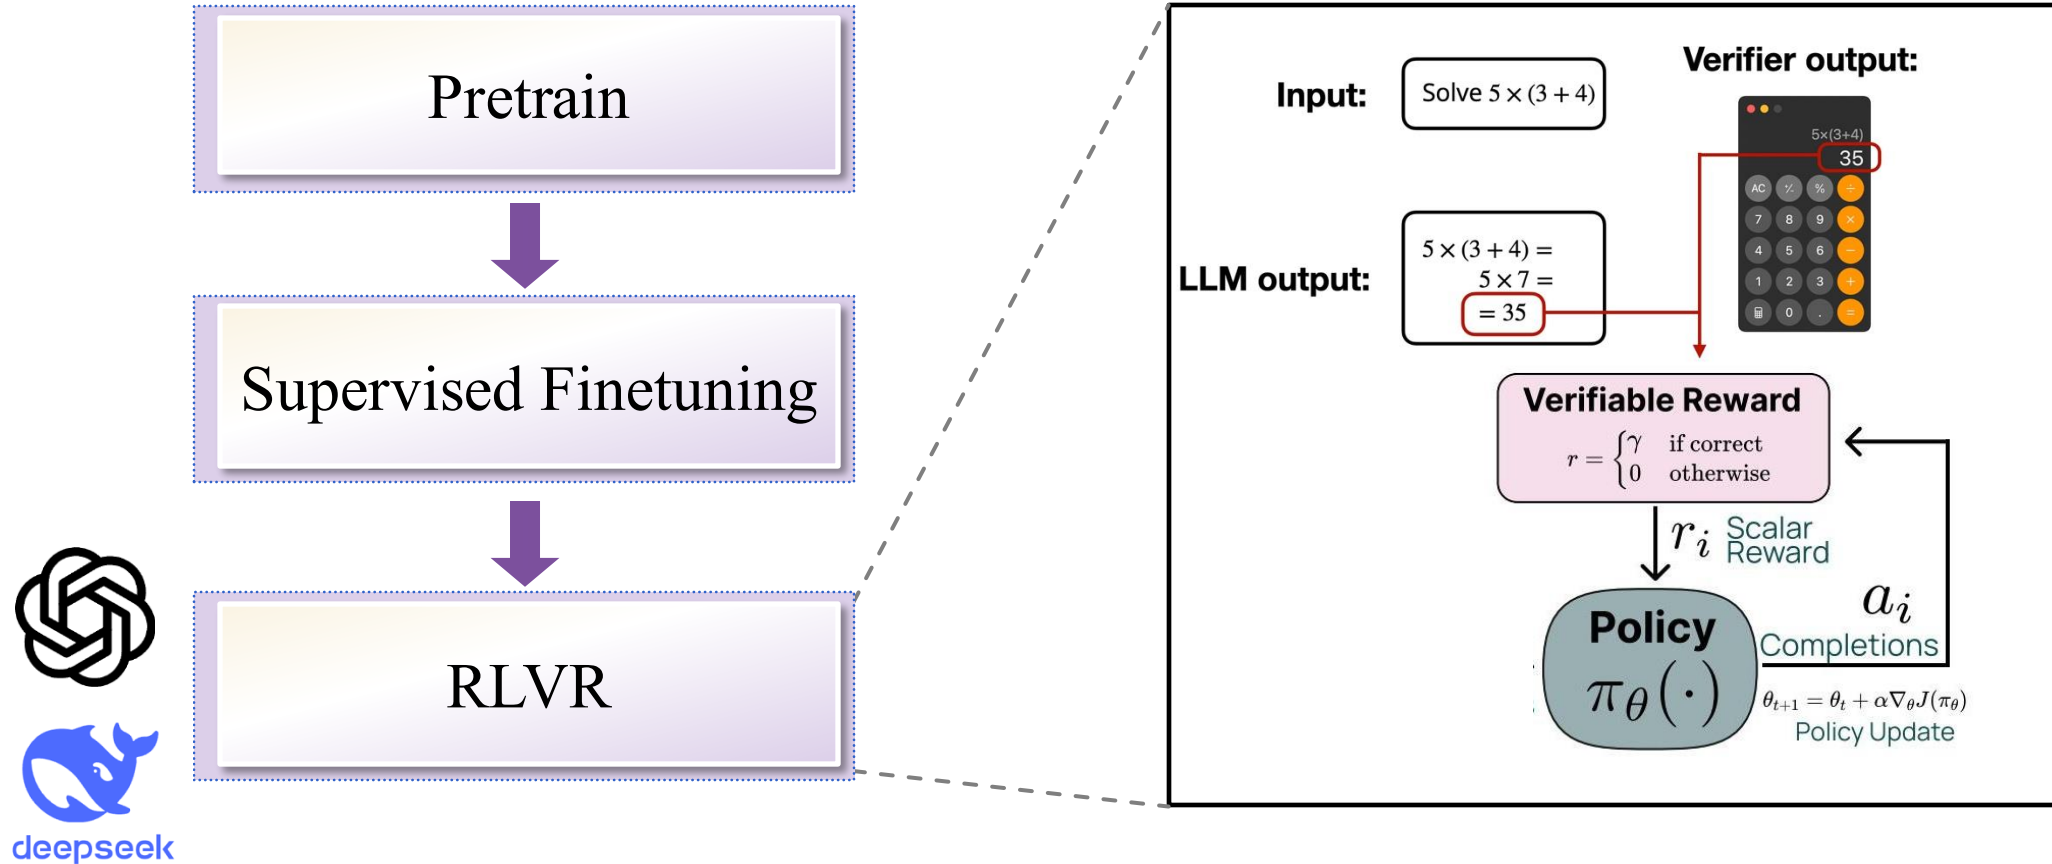 Pretrain
Supervised Finetuning
RLVR
deepseek
Input:
Solve 5 × (3 + 4)
Verifier output:
5×(3+4)
35
AC ⁺∕₋ % ÷
7 8 9 ×
4 5 6 −
1 2 3 +
0 . =
LLM output:
5 × (3 + 4) =
5 × 7 =
= 35
Verifiable Reward
r = { γ if correct
0 otherwise
r_i Scalar
Reward
Policy
π_θ(·)
a_i
Completions
θ_{t+1} = θ_t + α∇_θJ(π_θ)
Policy Update